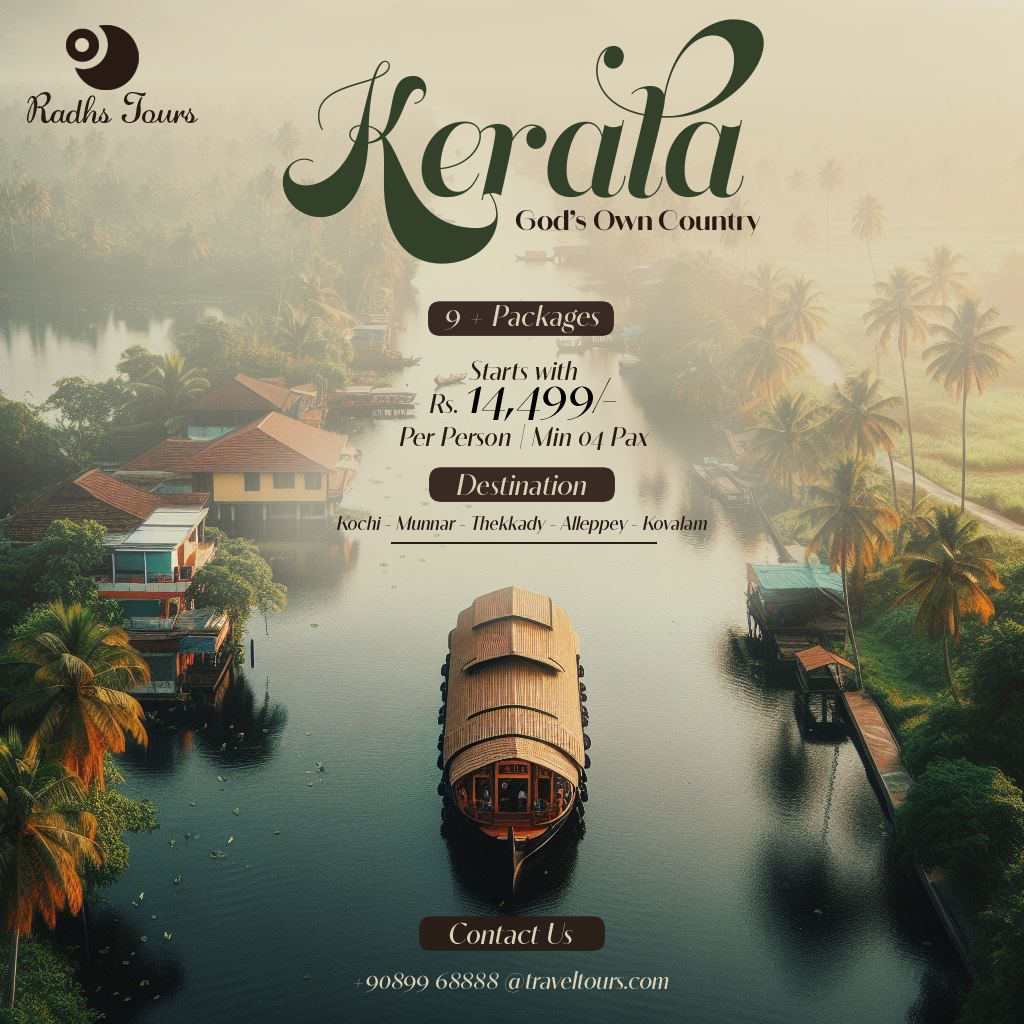 Radhs Tours
Kerala
God's Own Country
9 + Packages
Starts with
Rs. 14,499/-
Per Person | Min 04 Pax
Destination
Kochi - Munnar - Thekkady - Alleppey - Kovalam
Contact Us
+90899 68888 @traveltours.com